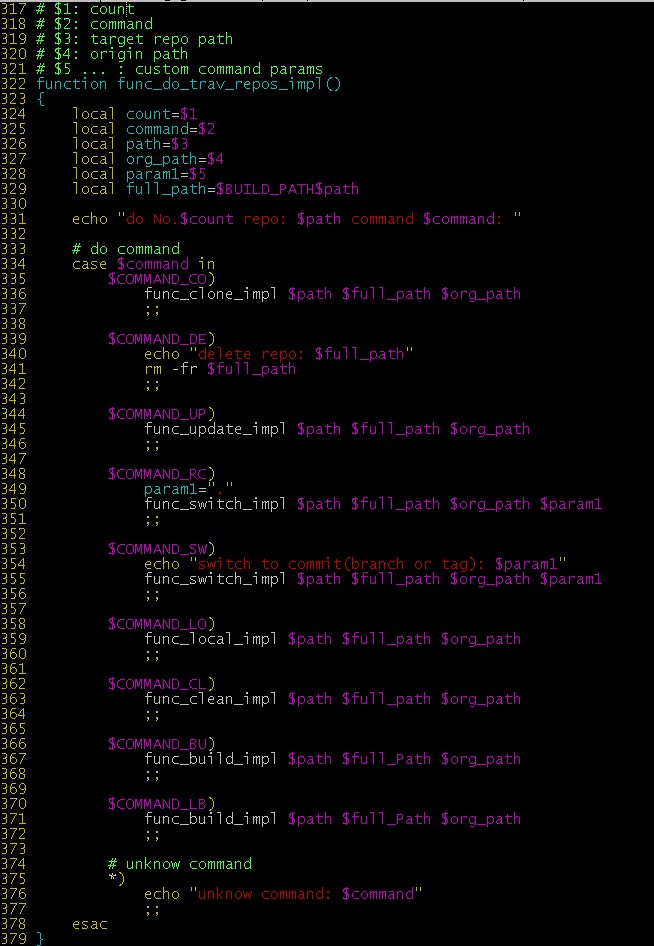 317 # $1: count
318 # $2: command
319 # $3: target repo path
320 # $4: origin path
321 # $5 ... : custom command params
322 function func_do_trav_repos_impl()
323 {
324     local count=$1
325     local command=$2
326     local path=$3
327     local org_path=$4
328     local param1=$5
329     local full_path=$BUILD_PATH$path
330
331     echo "do No.$count repo: $path command $command: "
332
333     # do command
334     case $command in
335         $COMMAND_CO)
336             func_clone_impl $path $full_path $org_path
337             ;;
338
339         $COMMAND_DE)
340             echo "delete repo: $full_path"
341             rm -fr $full_path
342             ;;
343
344         $COMMAND_UP)
345             func_update_impl $path $full_path $org_path
346             ;;
347
348         $COMMAND_RC)
349             param1="."
350             func_switch_impl $path $full_path $org_path $param1
351             ;;
352
353         $COMMAND_SW)
354             echo "switch to commit(branch or tag): $param1"
355             func_switch_impl $path $full_path $org_path $param1
356             ;;
357
358         $COMMAND_LO)
359             func_local_impl $path $full_path $org_path
360             ;;
361
362         $COMMAND_CL)
363             func_clean_impl $path $full_path $org_path
364             ;;
365
366         $COMMAND_BU)
367             func_build_impl $path $full_Path $org_path
368             ;;
369
370         $COMMAND_LB)
371             func_build_impl $path $full_Path $org_path
372             ;;
373
374         # unknow command
375         *)
376             echo "unknow command: $command"
377             ;;
378     esac
379 }